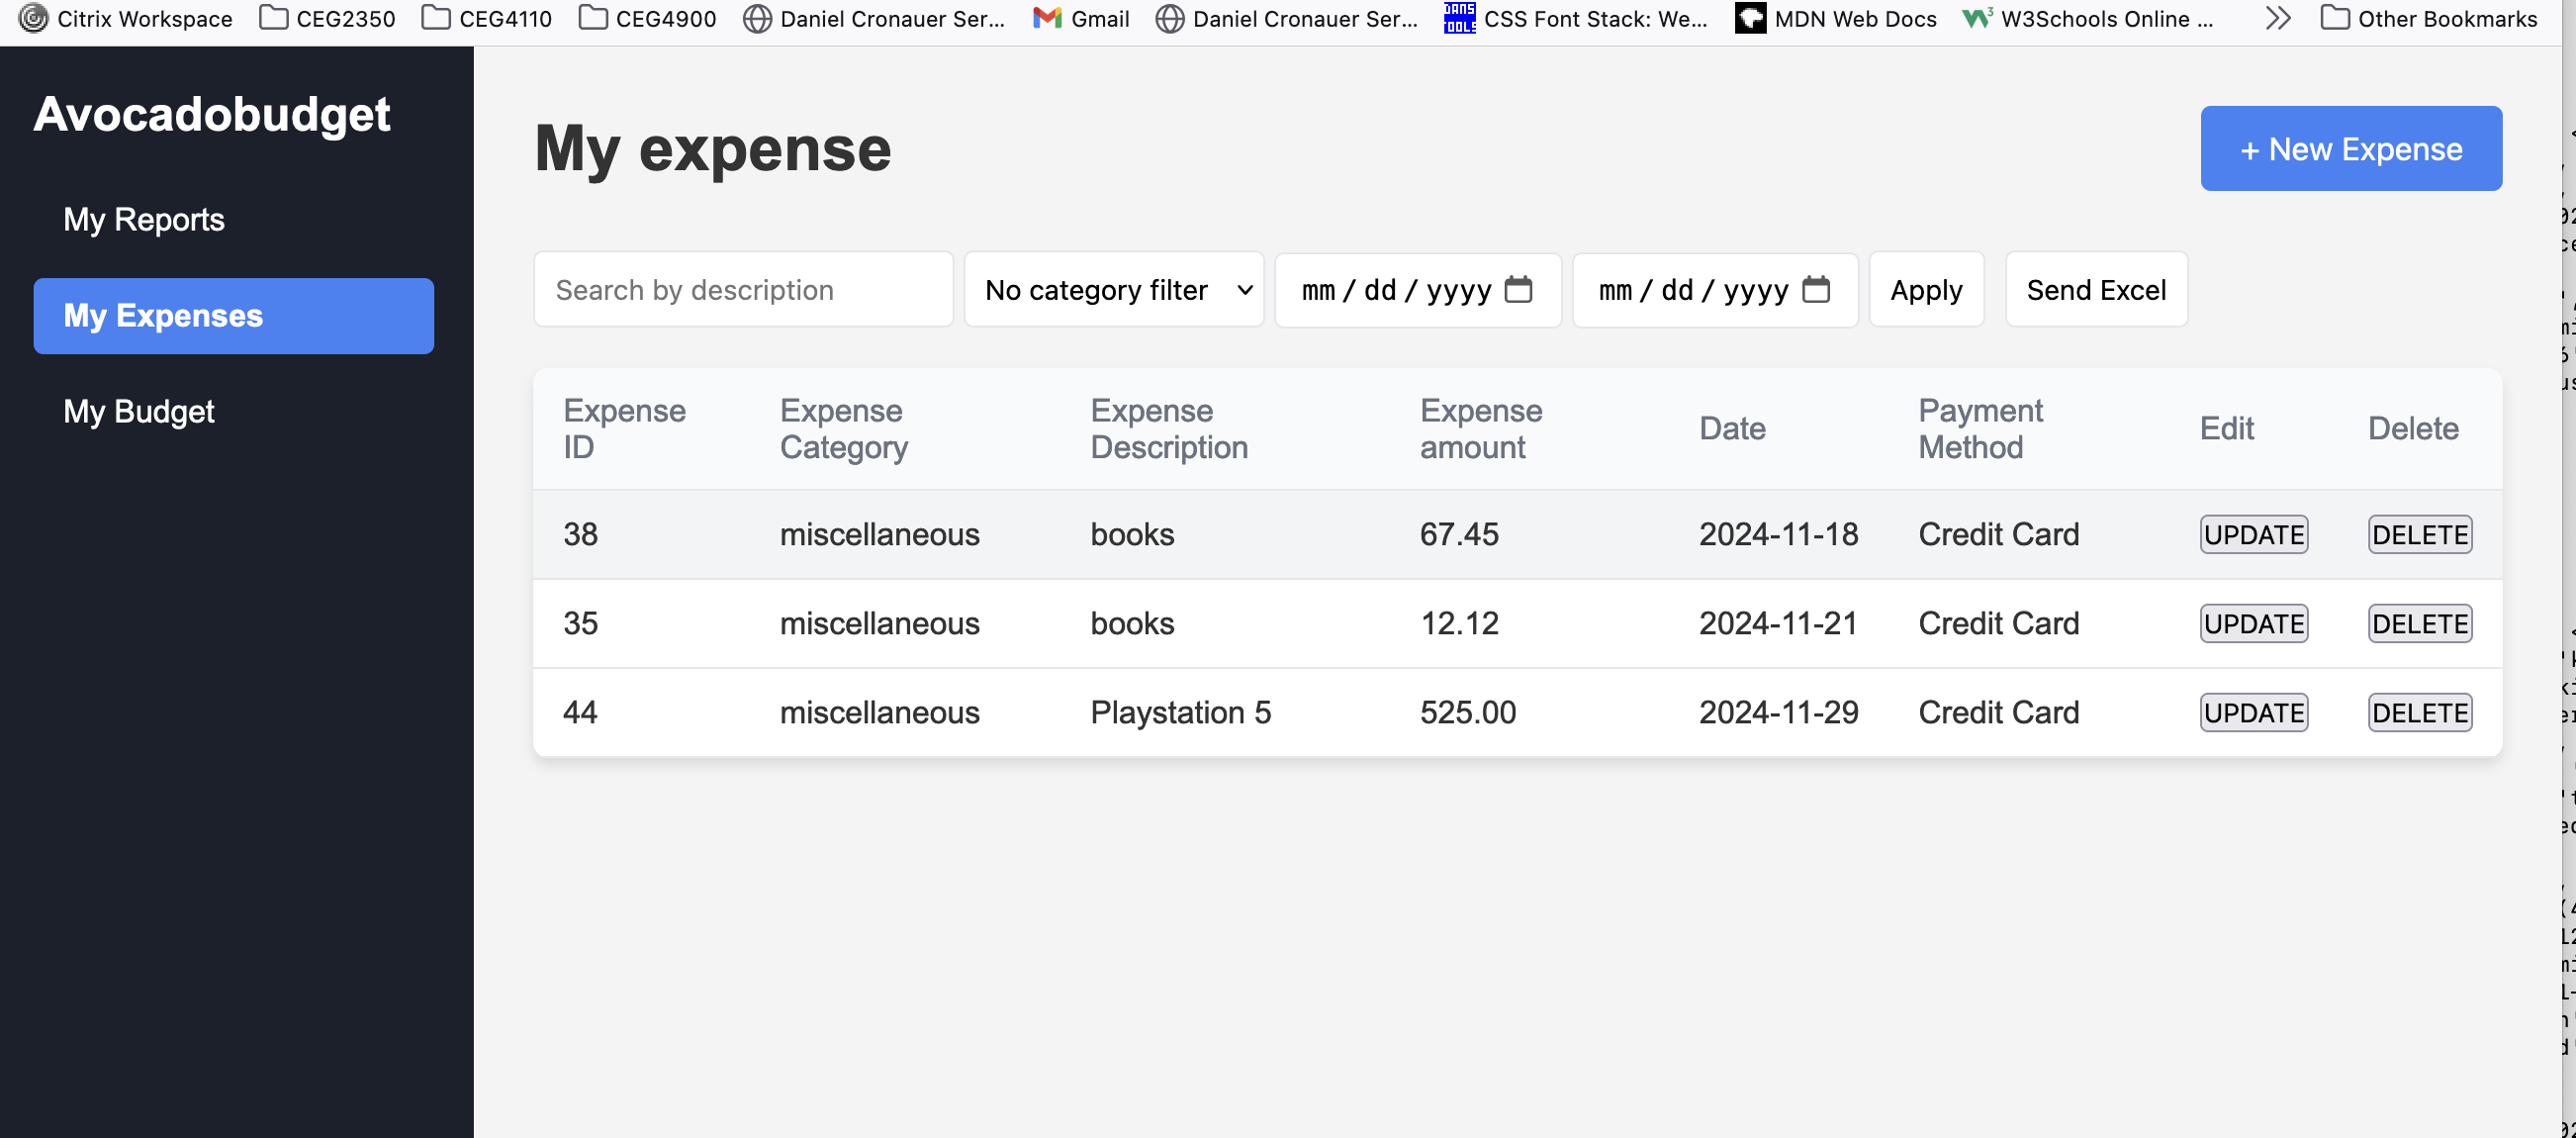 Citrix Workspace CEG2350 CEG4110 CEG4900 Daniel Cronauer Ser... Gmail Daniel Cronauer Ser... DANS TOOLS CSS Font Stack: We... MDN Web Docs W3Schools Online ... Other Bookmarks
Avocadobudget
My Reports
My Expenses
My Budget
My expense
+ New Expense
Search by description No category filter mm / dd / yyyy mm / dd / yyyy Apply Send Excel
Expense ID Expense Category Expense Description Expense amount Date Payment Method Edit Delete
38 miscellaneous books 67.45 2024-11-18 Credit Card UPDATE DELETE
35 miscellaneous books 12.12 2024-11-21 Credit Card UPDATE DELETE
44 miscellaneous Playstation 5 525.00 2024-11-29 Credit Card UPDATE DELETE